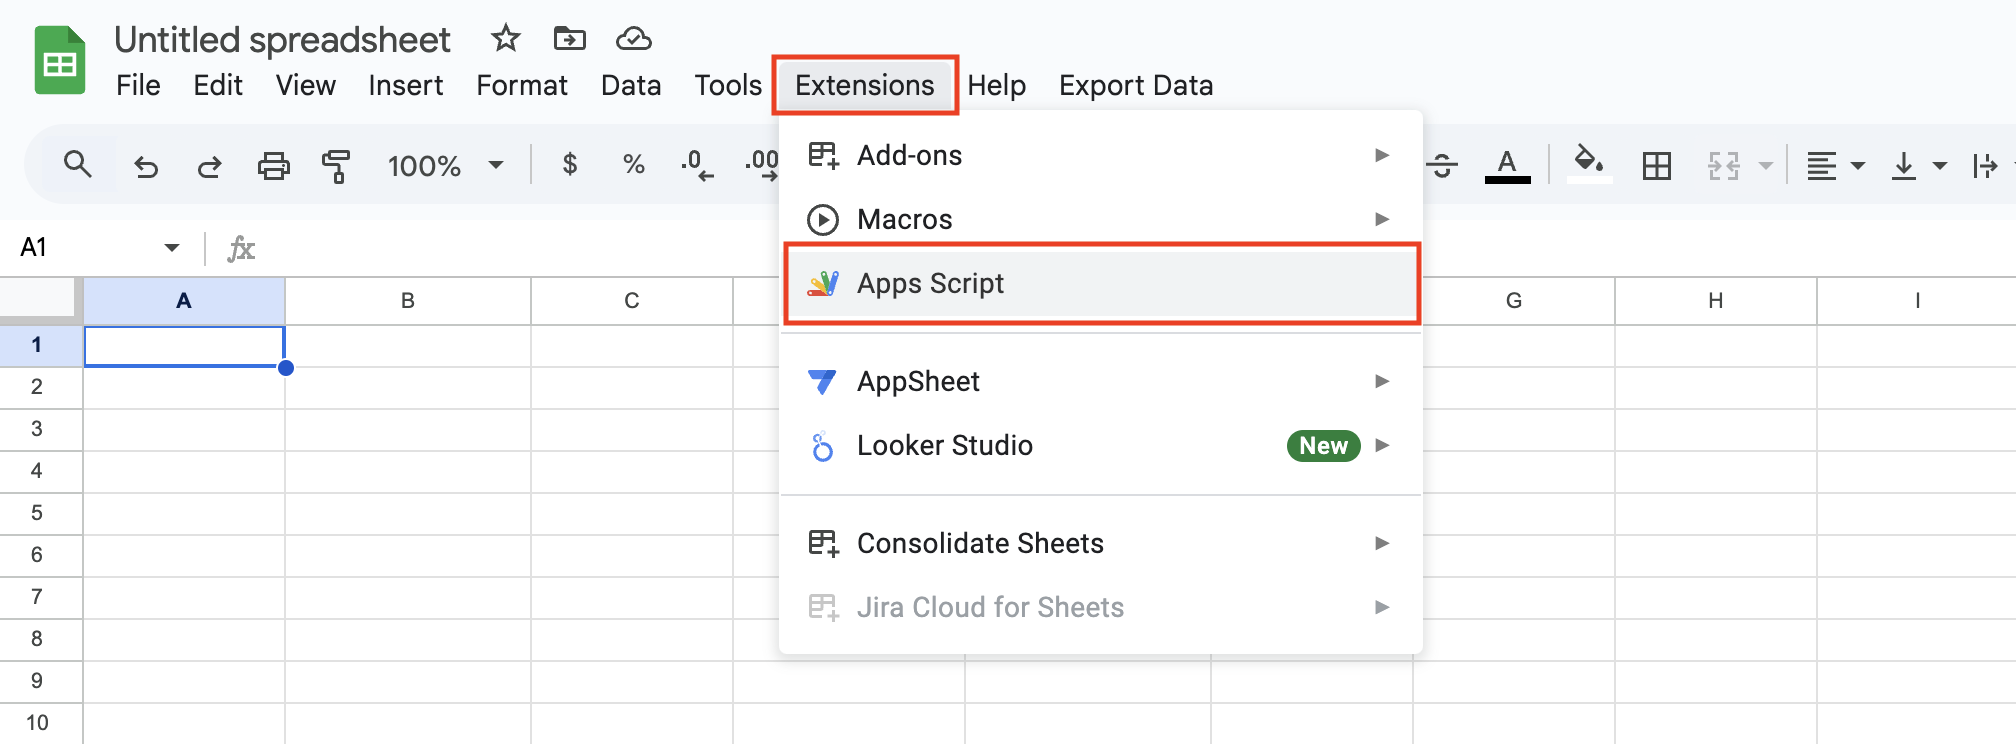 Untitled spreadsheet
File Edit View Insert Format Data Tools Extensions Help Export Data
100% $ % .0 .00 A
Add-ons
Macros
A1 fx
Apps Script
A B C G H I
1
2
AppSheet
3
Looker Studio New
4
5
Consolidate Sheets
6
7
Jira Cloud for Sheets
8
9
10